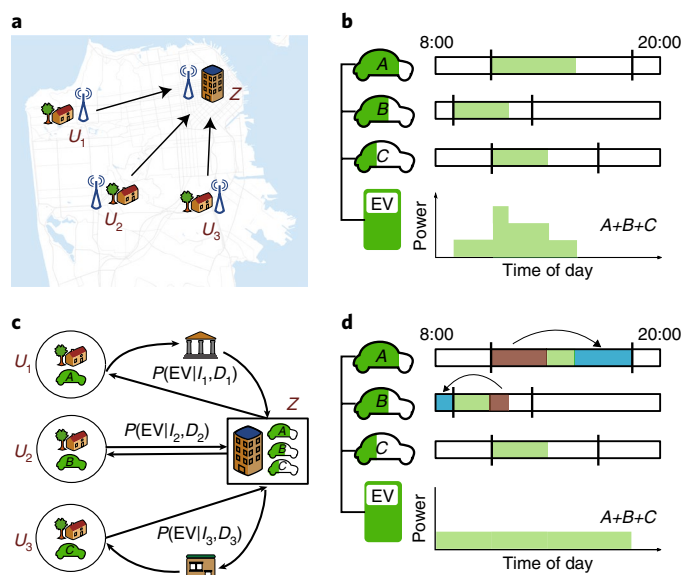 a
Z
U1
U2
U3
b
8:00 20:00
A
B
C
EV
Power
A+B+C
Time of day
c
U1
A
P(EV|I1,D1)
Z
U2
B
P(EV|I2,D2)
A
B
C
U3
C
P(EV|I3,D3)
d
8:00 20:00
A
B
C
EV
Power
A+B+C
Time of day